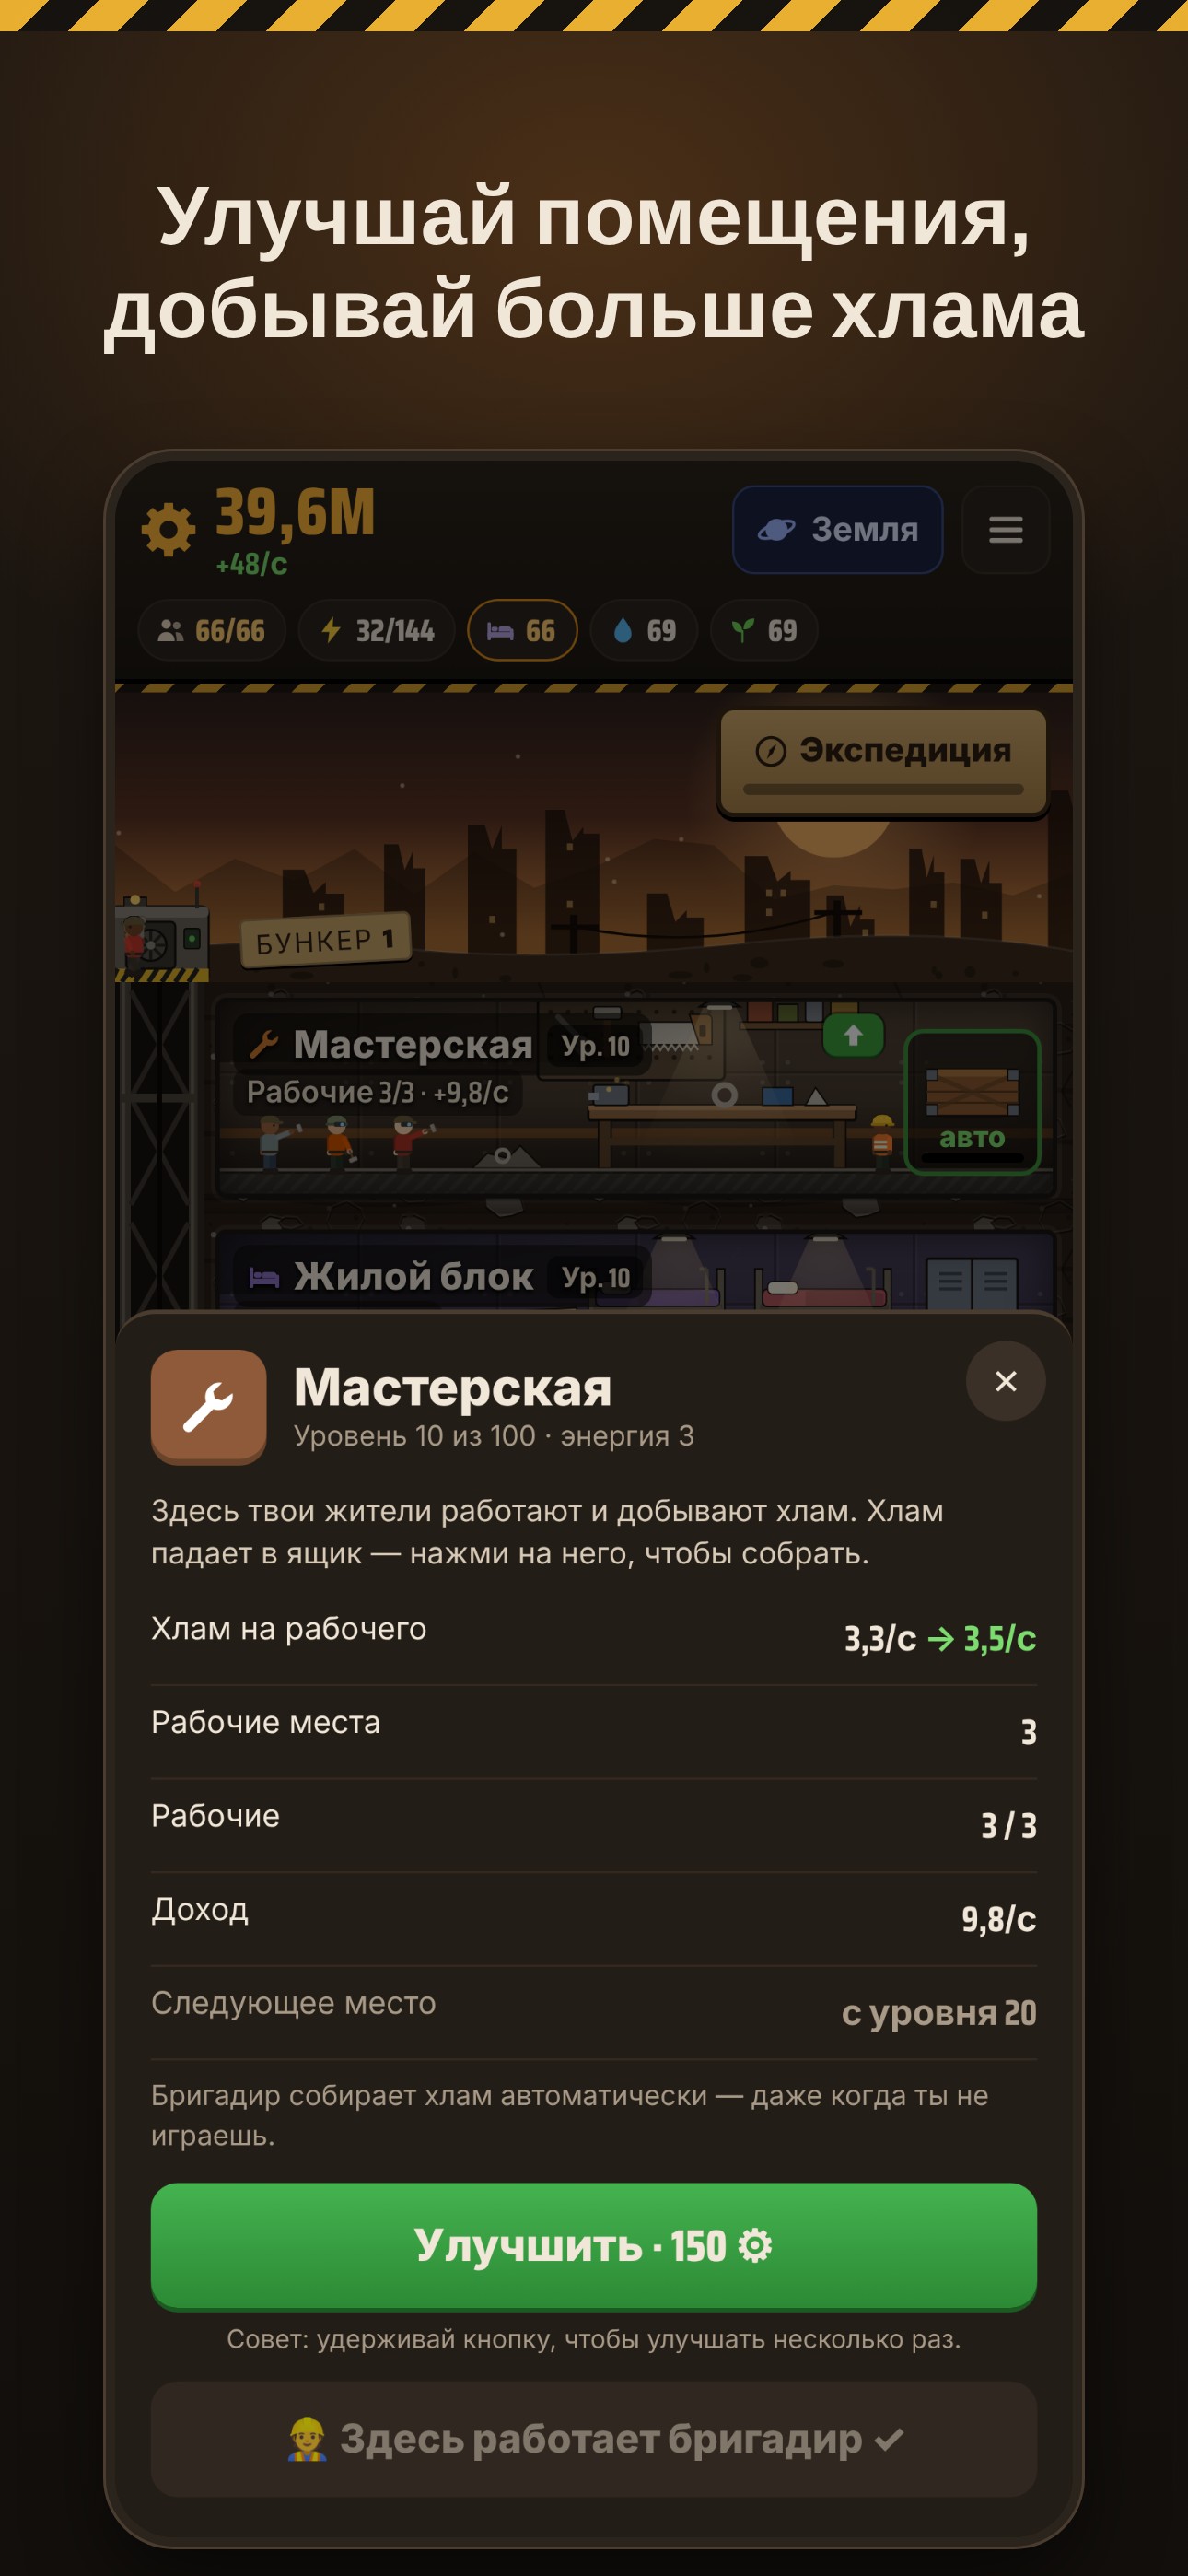 Улучшай помещения,
добывай больше хлама
39,6M
+48/с
Земля
66/66
32/144
66
69
69
Экспедиция
БУНКЕР 1
Мастерская Ур. 10
Рабочие 3/3 · +9,8/с
авто
Жилой блок Ур. 10
Мастерская
Уровень 10 из 100 · энергия 3
Здесь твои жители работают и добывают хлам. Хлам
падает в ящик — нажми на него, чтобы собрать.
Хлам на рабочего 3,3/с → 3,5/с
Рабочие места 3
Рабочие 3 / 3
Доход 9,8/с
Следующее место с уровня 20
Бригадир собирает хлам автоматически — даже когда ты не
играешь.
Улучшить · 150 ⚙
Совет: удерживай кнопку, чтобы улучшать несколько раз.
👷 Здесь работает бригадир ✓